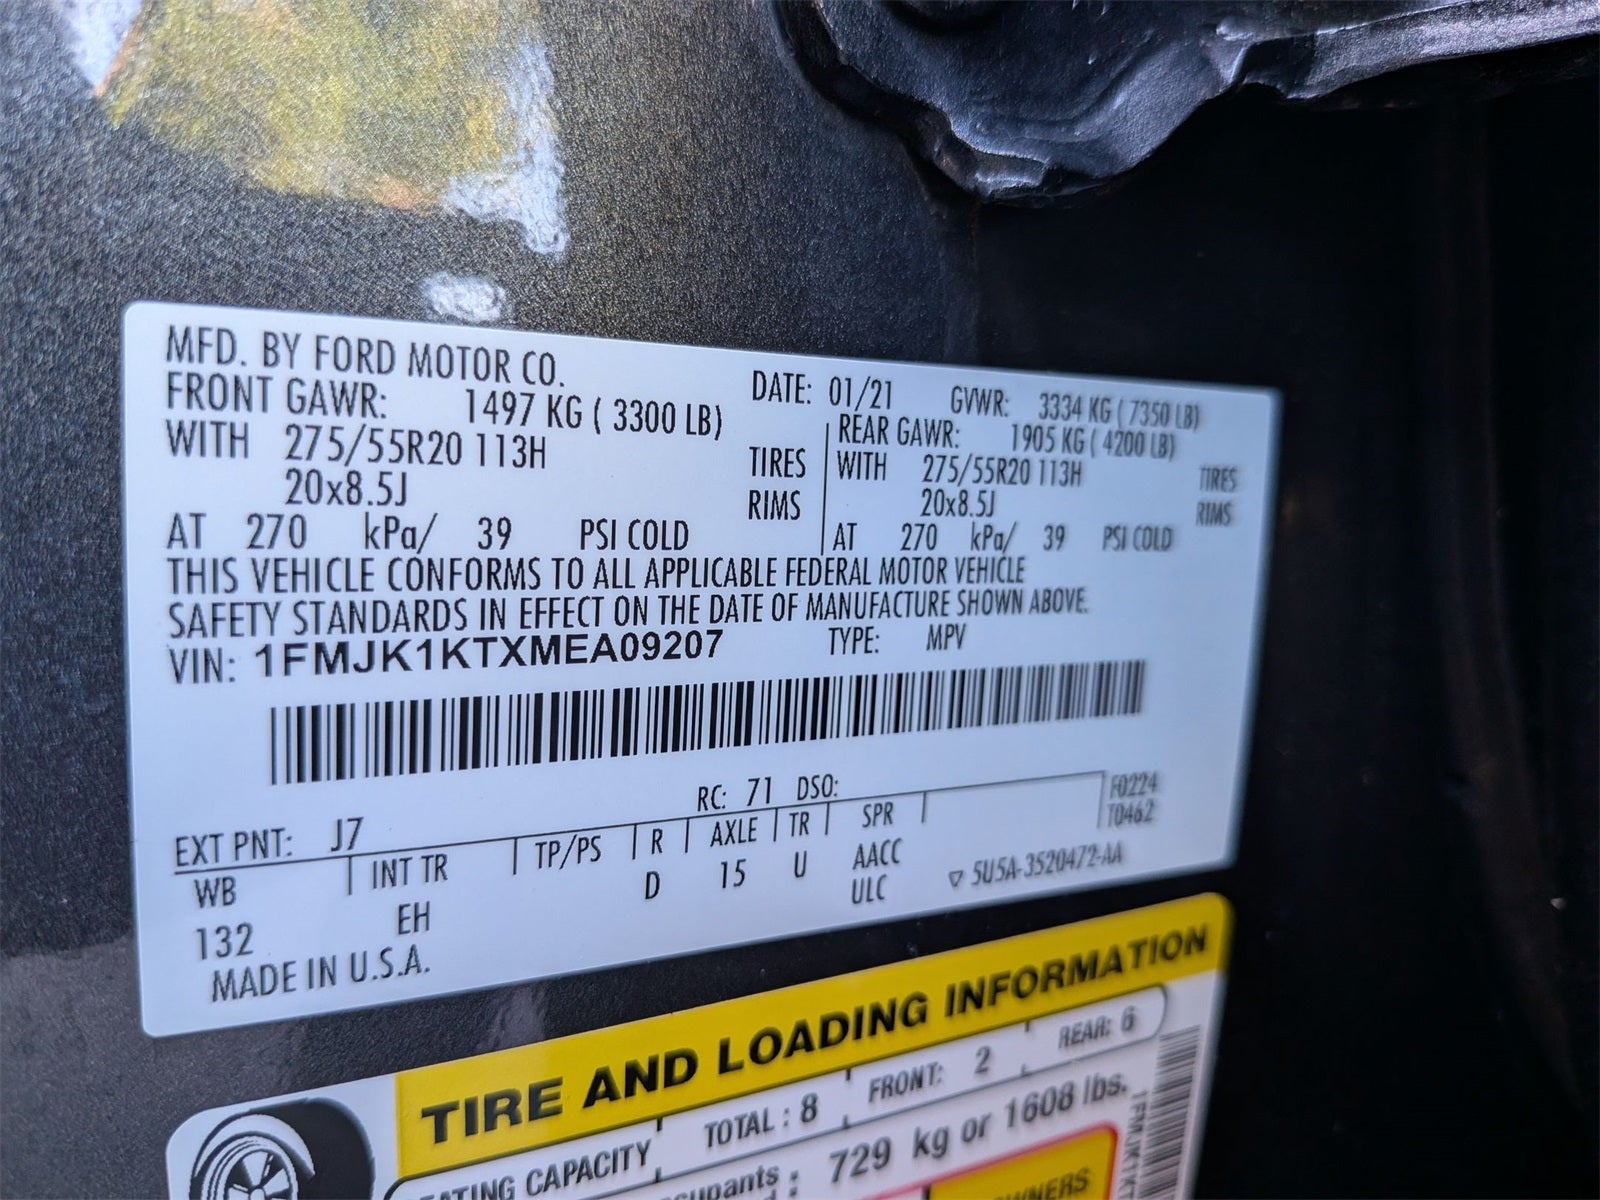 MFD. BY FORD MOTOR CO.
DATE: 01/21 GVWR: 3334 KG ( 7350 LB)
FRONT GAWR: 1497 KG ( 3300 LB)
REAR GAWR: 1905 KG ( 4200 LB)
WITH 275/55R20 113H TIRES
WITH 275/55R20 113H TIRES
20x8.5J RIMS
20x8.5J RIMS
AT 270 kPa/ 39 PSI COLD
AT 270 kPa/ 39 PSI COLD
THIS VEHICLE CONFORMS TO ALL APPLICABLE FEDERAL MOTOR VEHICLE
SAFETY STANDARDS IN EFFECT ON THE DATE OF MANUFACTURE SHOWN ABOVE.
VIN: 1FMJK1KTXMEA09207 TYPE: MPV
RC: 71 DSO:
F0224
T0462
EXT PNT: J7
WB INT TR TP/PS R AXLE TR SPR
132 EH D 15 U AACC
ULC
▽ 5U5A-3520472-AA
MADE IN U.S.A.
TIRE AND LOADING INFORMATION
SEATING CAPACITY TOTAL : 8 FRONT: 2 REAR: 6
729 kg or 1608 lbs.